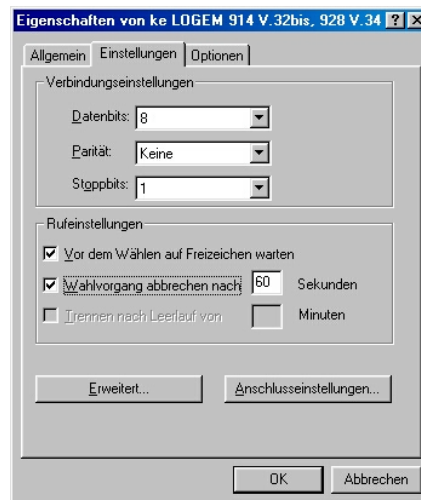 Eigenschaften von ke LOGEM 914 V.32bis, 928 V.34
Allgemein Einstellungen Optionen
Verbindungseinstellungen
Datenbits: 8
Parität: Keine
Stoppbits: 1
Rufeinstellungen
Vor dem Wählen auf Freizeichen warten
Wahlvorgang abbrechen nach 60 Sekunden
Trennen nach Leerlauf von Minuten
Erweitert... Anschlusseinstellungen...
OK Abbrechen